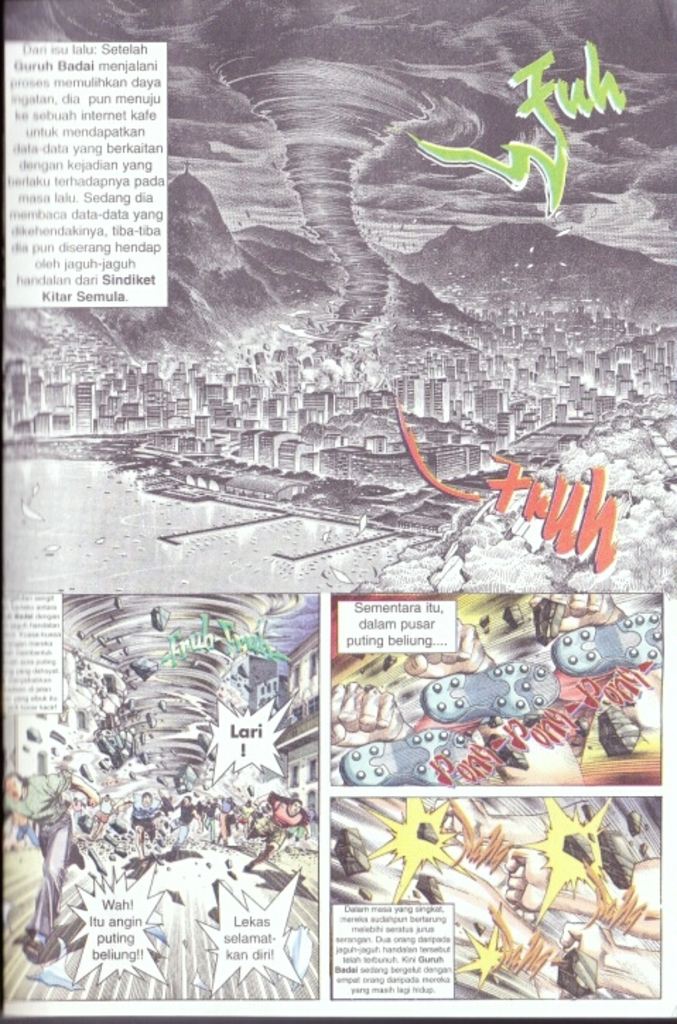 Dari isu lalu: Setelah
Guruh Badai menjalani
proses memulihkan daya
ingatan, dia pun menuju
ke sebuah internet kafe
untuk mendapatkan
data-data yang berkaitan
dengan kejadian yang
berlaku terhadapnya pada
masa lalu. Sedang dia
membaca data-data yang
dikehendakinya, tiba-tiba
dia pun diserang hendap
oleh jaguh-jaguh
handalan dari Sindiket
Kitar Semula.
Fuh
Fruh
Sementara itu,
dalam pusar
puting beliung....
Lari
!
Wah!
Itu angin
puting
beliung!!
Lekas
selamat-
kan diri!
Dalam masa yang singkat,
mereka sudahpun bertarung
melebihi seratus jurus
serangan. Dua orang daripada
jaguh-jaguh handalan tersebut
telah terbunuh. Kini Guruh
Badai sedang bergelut dengan
empat orang daripada mereka
yang masih lagi hidup.